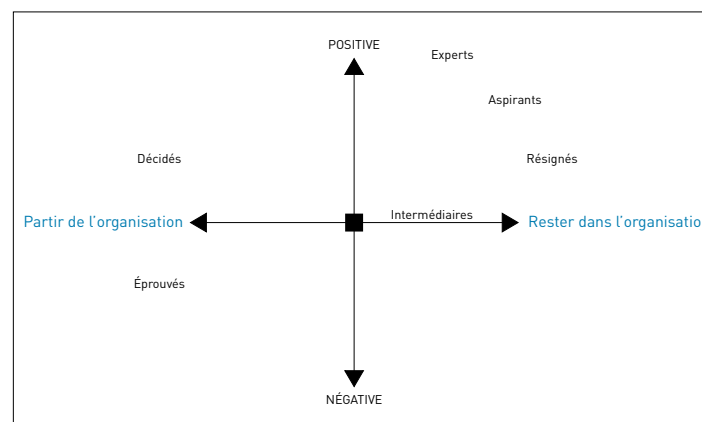 POSITIVE
Experts
Aspirants
Décidés
Résignés
Partir de l'organisation
Intermédiaires
Rester dans l'organisatio
Éprouvés
NÉGATIVE